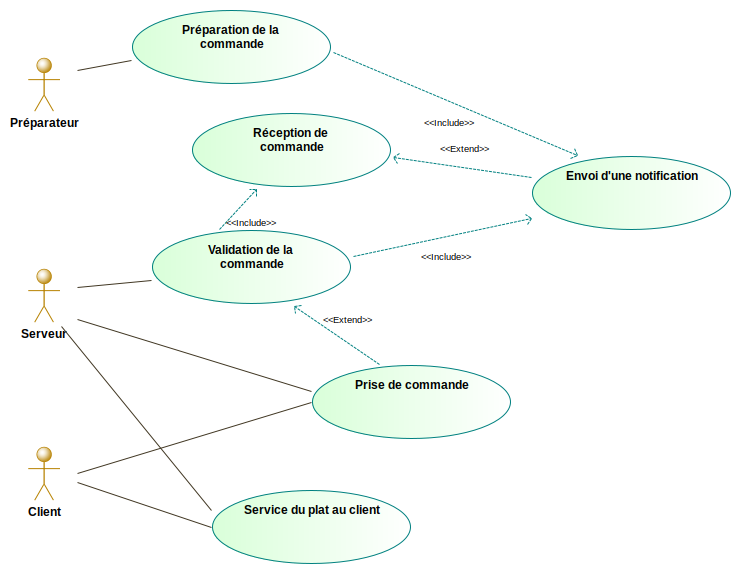 Préparation de la
commande
Préparateur
<<Include>>
Réception de
commande
<<Extend>>
Envoi d'une notification
<<Include>>
Validation de la
commande
<<Include>>
Serveur
<<Extend>>
Prise de commande
Client
Service du plat au client